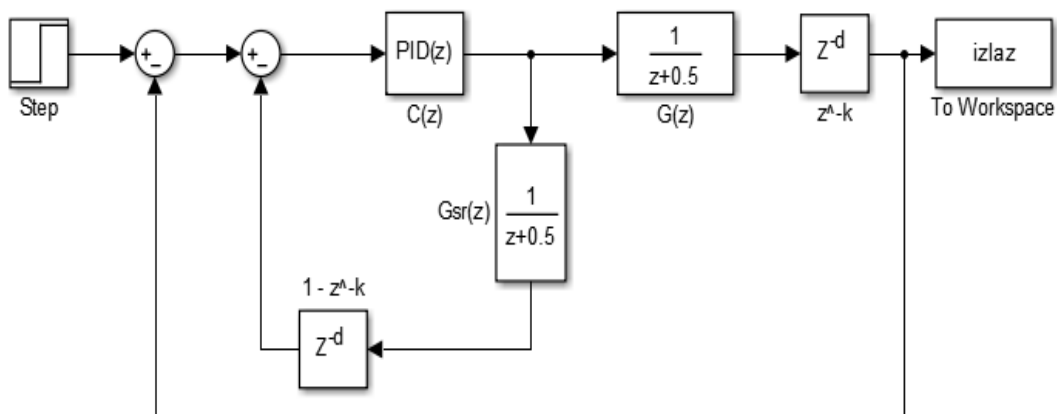 Step
+
−
+
−
PID(z)
C(z)
1
z+0.5
G(z)
Z^-d
z^-k
izlaz
To Workspace
Gsr(z)
1
z+0.5
1 - z^-k
Z^-d